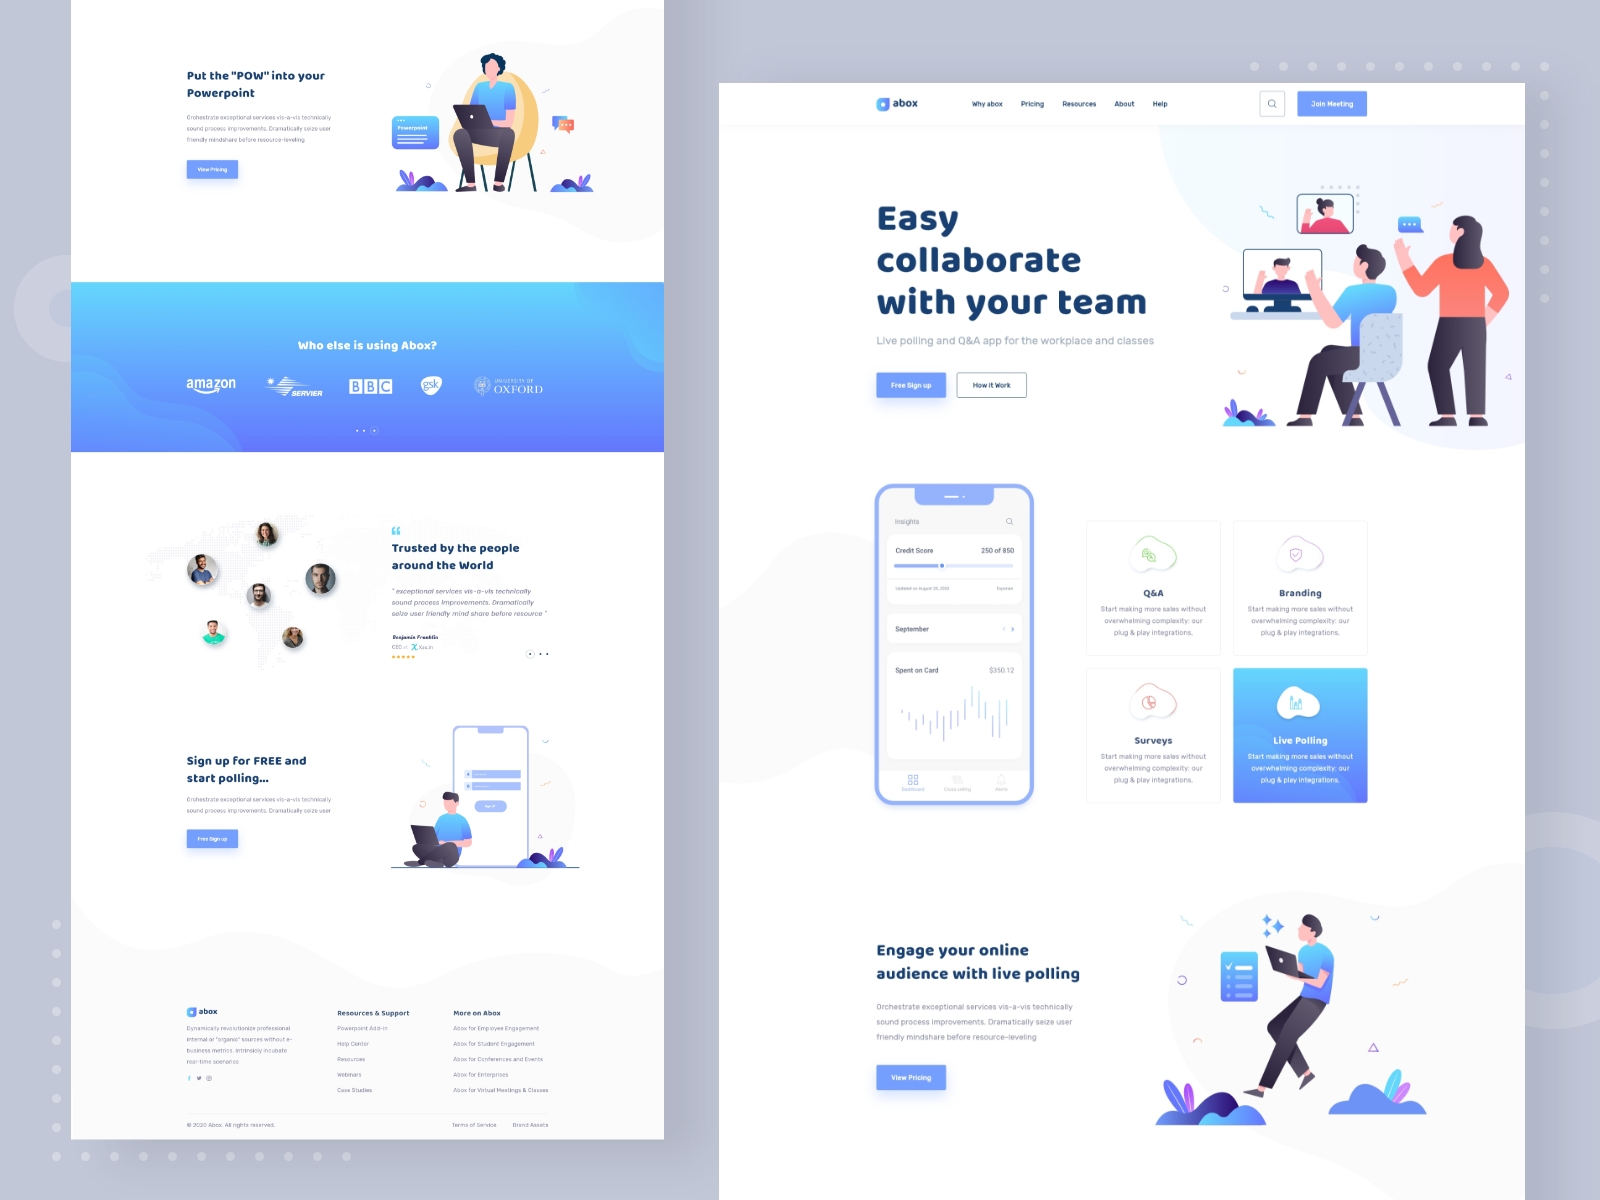 Put the "POW" into your
Powerpoint
Orchestrate exceptional services vis-a-vis technically
sound process improvements. Dramatically seize user
friendly mindshare before resource-leveling
View Pricing
Powerpoint
Who else is using Abox?
amazon
SERVIER
BBC
gsk
UNIVERSITY OF
OXFORD
Trusted by the people
around the World
" exceptional services vis-a-vis technically
sound process improvements. Dramatically
seize user friendly mind share before resource "
Benjamin Franklin
CEO at
Sign up for FREE and
start polling...
Orchestrate exceptional services vis-a-vis technically
sound process improvements. Dramatically seize user
Free Sign up
Sign UP
abox
Dynamically revolutionize professional
internal or "organic" sources without e-
business metrics. Intrinsicly incubate
real-time scenarios
Resources & Support
Powerpoint Add-in
Help Center
Resources
Webinars
Case Studies
More on Abox
Abox for Employee Engagement
Abox for Student Engagement
Abox for Conferences and Events
Abox for Enterprises
Abox for Virtual Meetings & Classes
© 2020 Abox. All rights reserved.
Terms of Service
Brand Assets
abox
Why abox
Pricing
Resources
About
Help
Join Meeting
Easy
collaborate
with your team
Live polling and Q&A app for the workplace and classes
Free Sign up
How it Work
Insights
Credit Score
250 of 850
Updated on August 20, 2019
Expense
September
Spent on Card
$350.12
Dashboard
Cross-selling
Alerts
Q&A
Start making more sales without
overwhelming complexity: our
plug & play integrations,
Branding
Start making more sales without
overwhelming complexity: our
plug & play integrations,
Surveys
Start making more sales without
overwhelming complexity: our
plug & play integrations,
Live Polling
Start making more sales without
overwhelming complexity: our
plug & play integrations,
Engage your online
audience with live polling
Orchestrate exceptional services vis-a-vis technically
sound process improvements. Dramatically seize user
friendly mindshare before resource-leveling
View Pricing